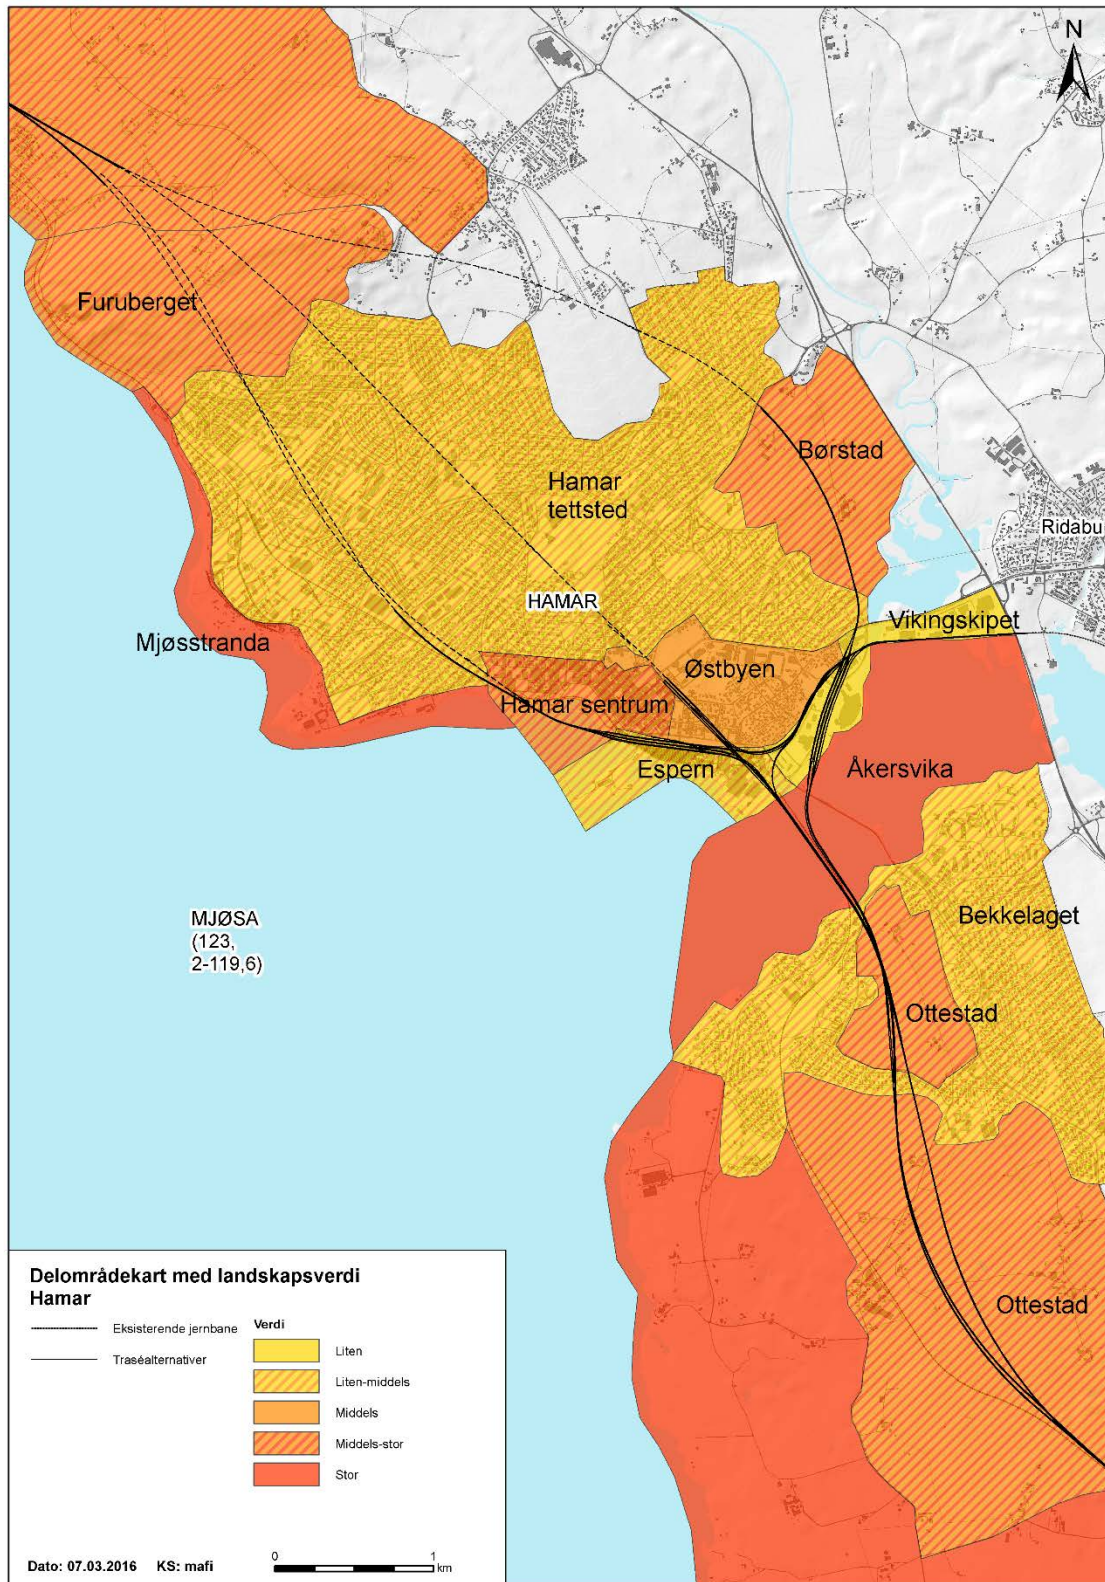 N
Furuberget
Børstad
Hamar
tettsted
Ridabu
HAMAR
Vikingskipet
Mjøsstranda
Østbyen
Hamar sentrum
Espern
Åkersvika
MJØSA
(123,
2-119,6)
Bekkelaget
Ottestad
Ottestad
Delområdekart med landskapsverdi
Hamar
Eksisterende jernbane
Traséalternativer
Verdi
Liten
Liten-middels
Middels
Middels-stor
Stor
Dato: 07.03.2016 KS: mafi
0 1
km